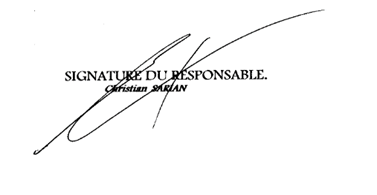 SIGNATURE DU RESPONSABLE.
Christian SARIAN